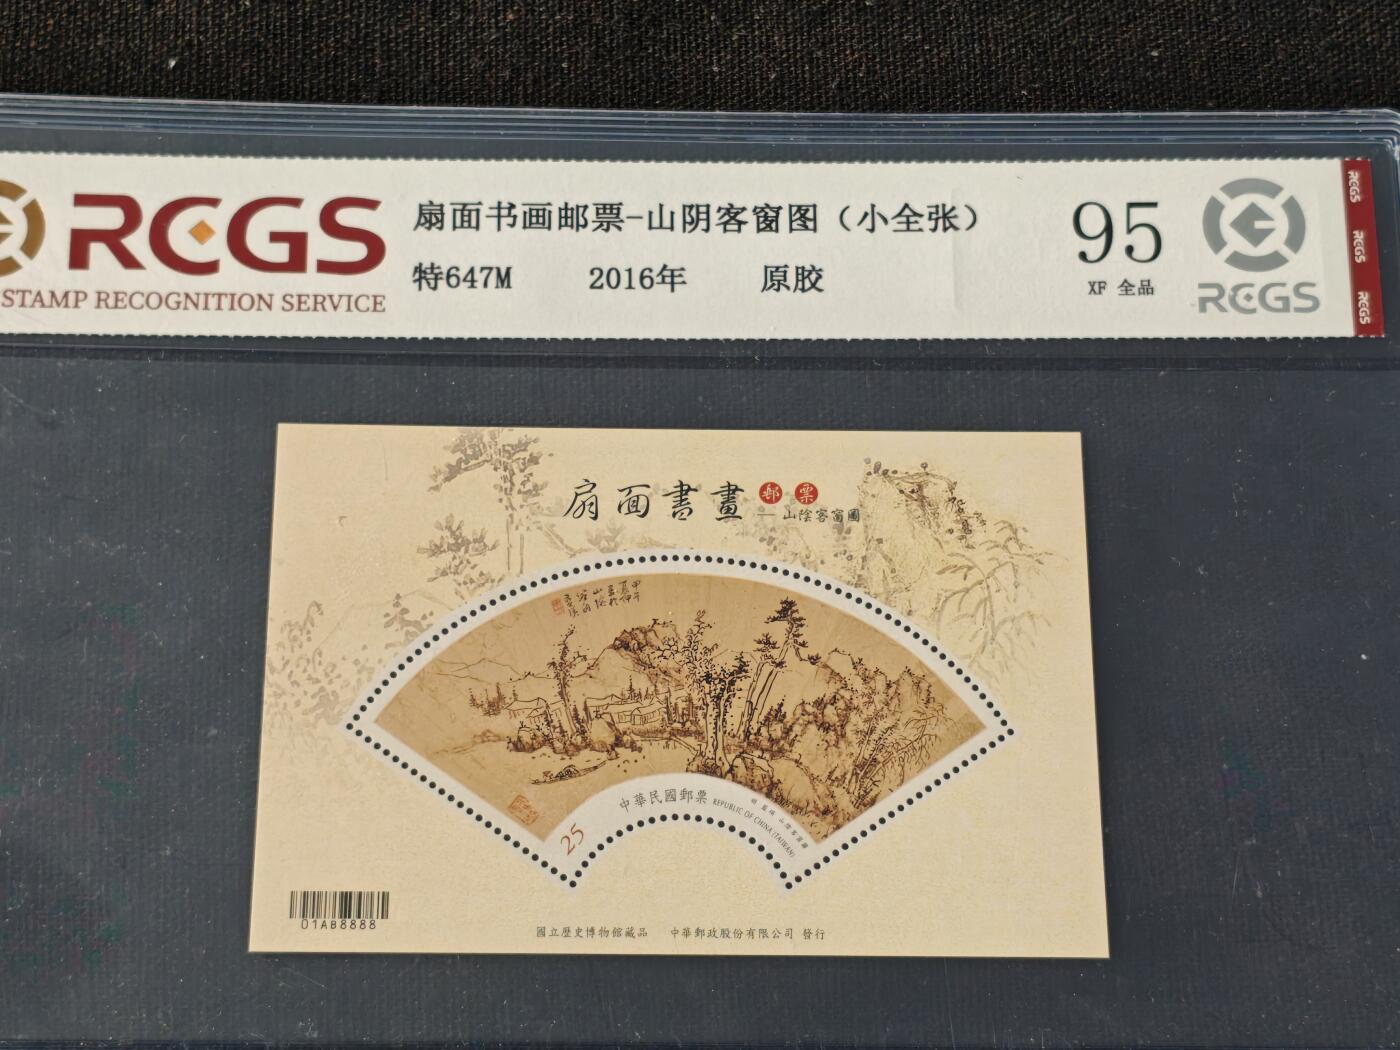 RCGS
STAMP RECOGNITION SERVICE
扇面书画邮票-山阴客窗图（小全张）
特647M 2016年 原胶
95
XF 全品
RCGS
RCGS
RCGS
RCGS
扇面書畫郵票
—山陰客窗圖
中華民國郵票 REPUBLIC OF CHINA (TAIWAN)
25
01AB8888
國立歷史博物館藏品 中華郵政股份有限公司 發行